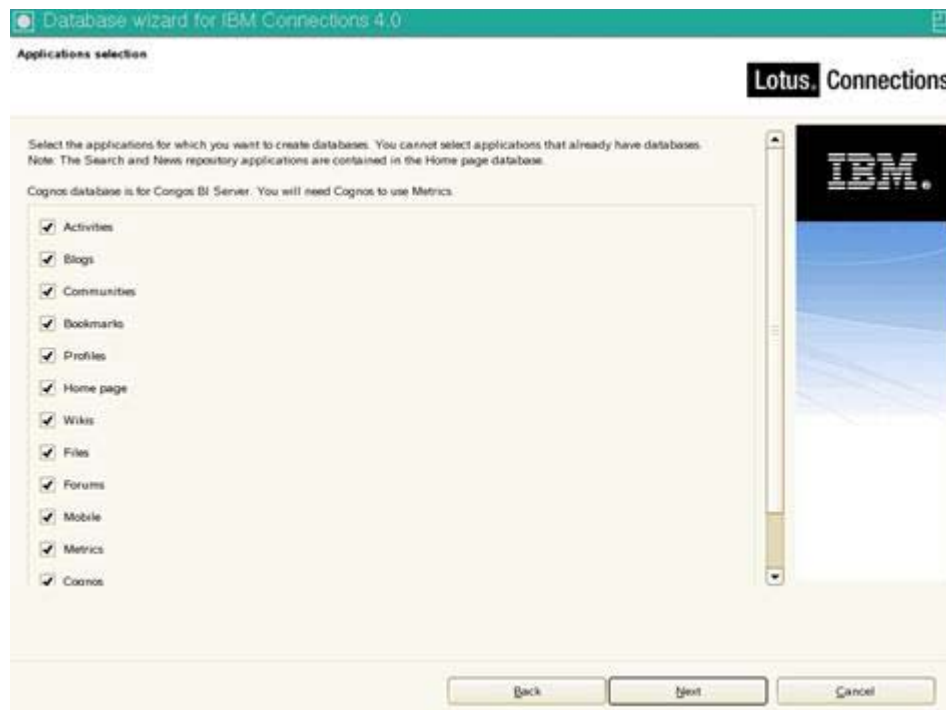 Database wizard for IBM Connections 4.0
Applications selection
Lotus. Connections
Select the applications for which you want to create databases. You cannot select applications that already have databases.
Note: The Search and News repository applications are contained in the Home page database.
Cognos database is for Congos BI Server. You will need Cognos to use Metrics.
IBM.
Activities
Blogs
Communities
Bookmarks
Profiles
Home page
Wikis
Files
Forums
Mobile
Metrics
Cognos
Back
Next
Cancel